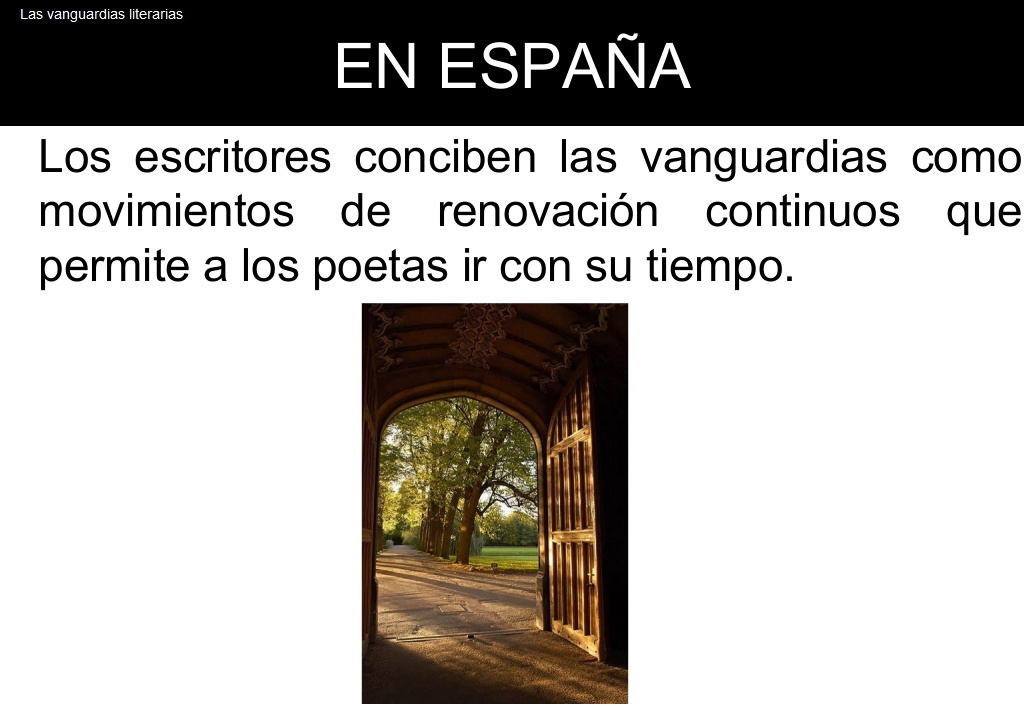 Las vanguardias literarias
EN ESPAÑA
Los escritores conciben las vanguardias como
movimientos de renovación continuos que
permite a los poetas ir con su tiempo.